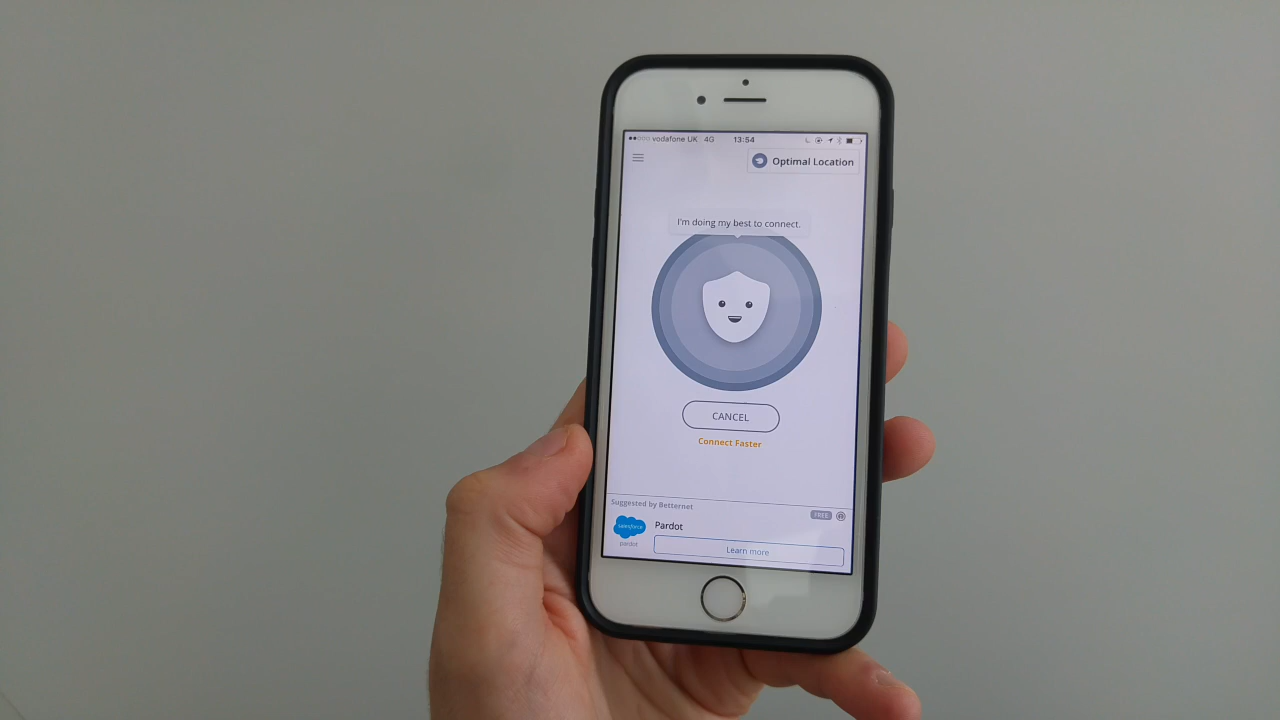 vodafone UK 4G 13:54
Optimal Location
I'm doing my best to connect.
CANCEL
Connect Faster
Suggested by Betternet
FREE
salesforce
pardot
Pardot
Learn more